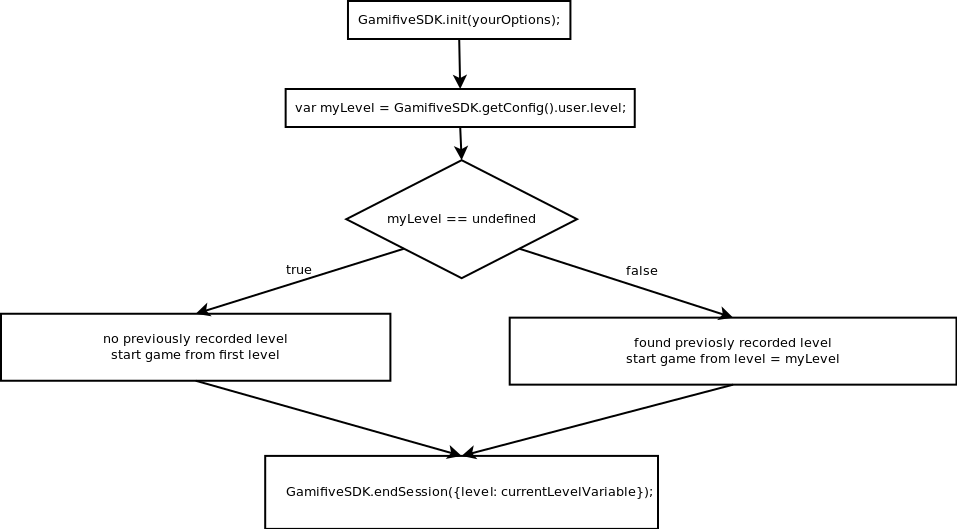 GamifiveSDK.init(yourOptions);
var myLevel = GamifiveSDK.getConfig().user.level;
myLevel == undefined
true
false
no previously recorded level
start game from first level
found previosly recorded level
start game from level = myLevel
GamifiveSDK.endSession({level: currentLevelVariable});